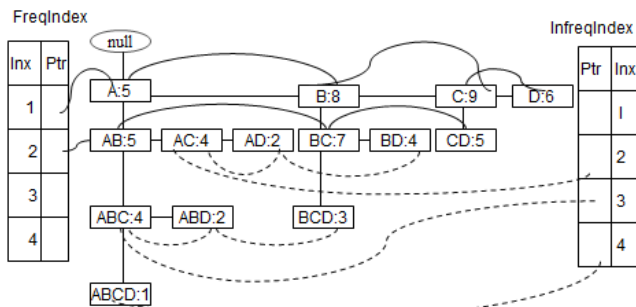 FreqIndex
InfreqIndex
null
Inx Ptr
Ptr Inx
A:5
B:8
C:9
D:6
1
I
AB:5
AC:4
AD:2
BC:7
BD:4
CD:5
2
2
3
3
ABC:4
ABD:2
BCD:3
4
4
ABCD:1